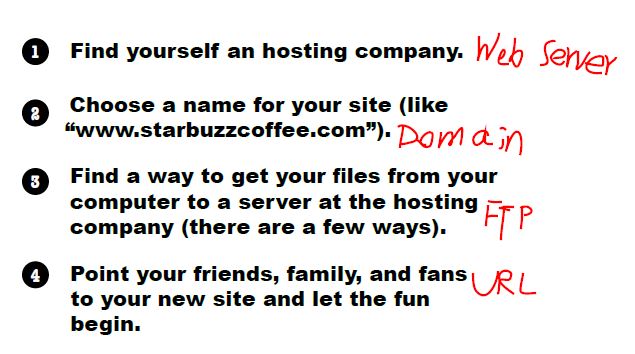 1 Find yourself an hosting company. Web Server
2 Choose a name for your site (like
“www.starbuzzcoffee.com”). Domain
3 Find a way to get your files from your
computer to a server at the hosting
company (there are a few ways). FTP
4 Point your friends, family, and fans URL
to your new site and let the fun
begin.